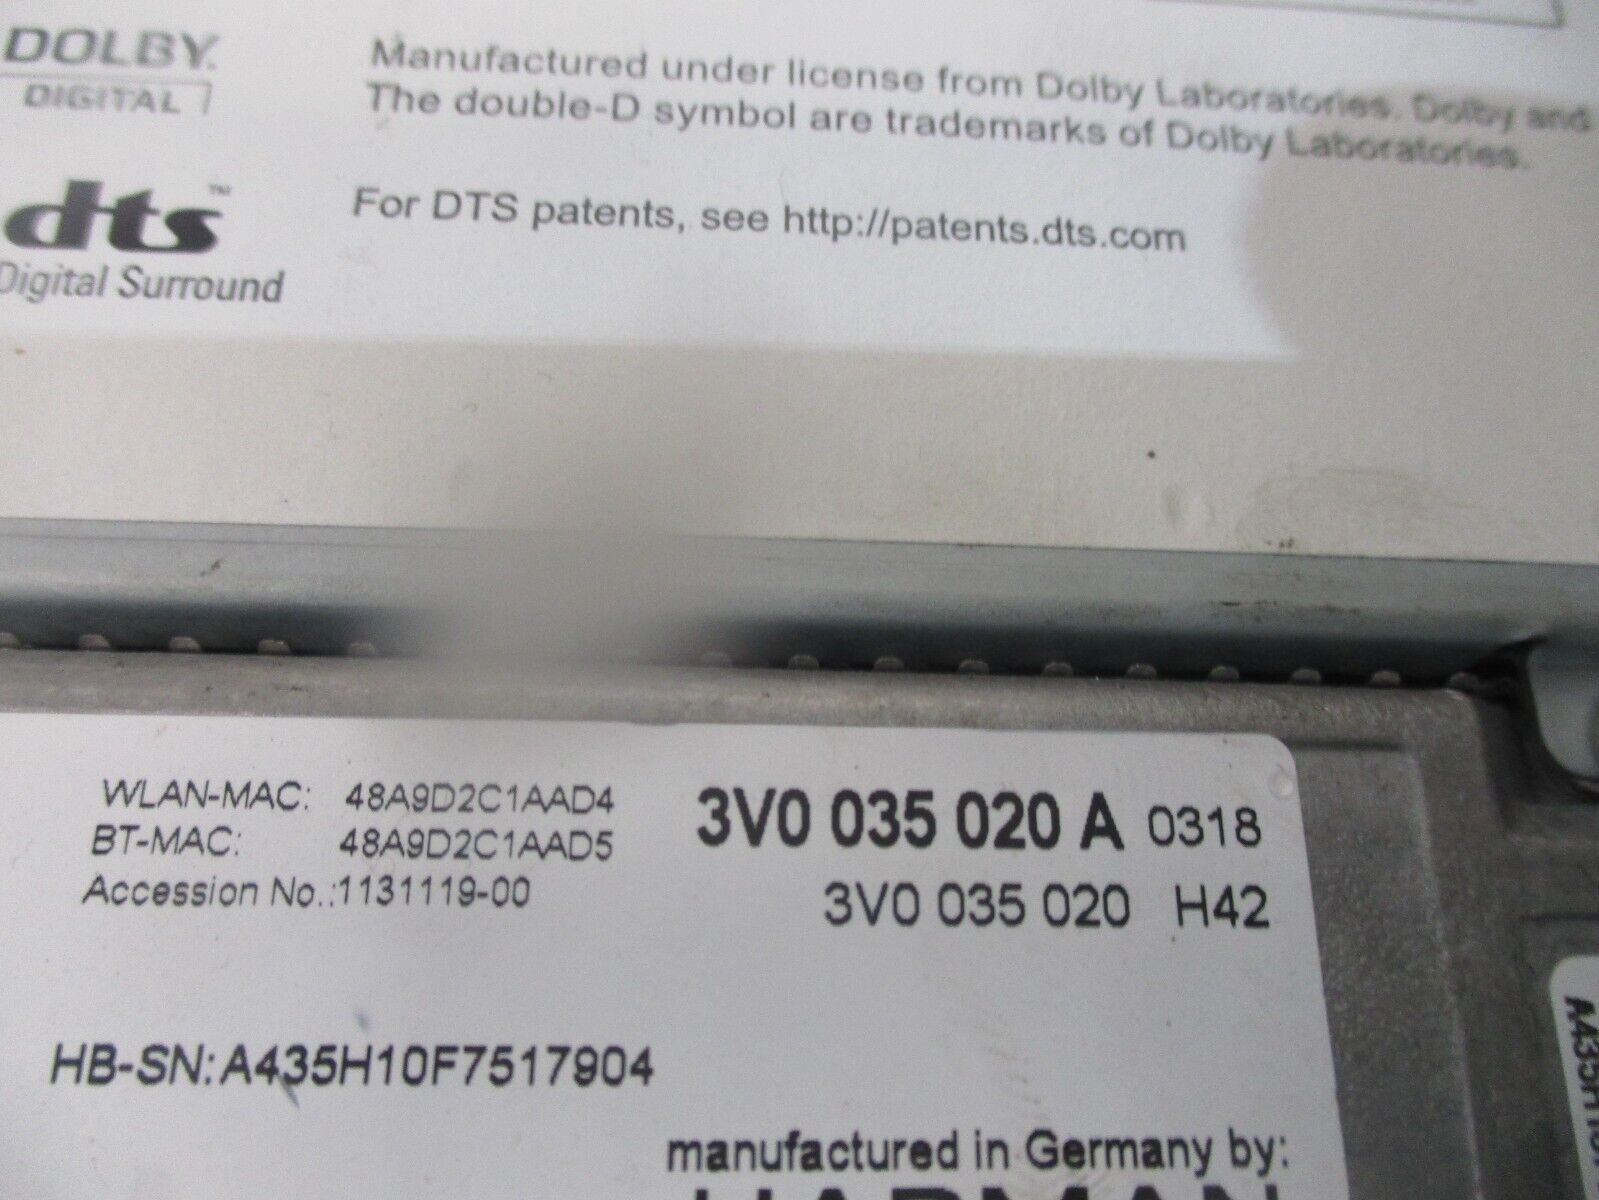 DOLBY
DIGITAL
Manufactured under license from Dolby Laboratories. Dolby and
The double-D symbol are trademarks of Dolby Laboratories.
dts™
Digital Surround
For DTS patents, see http://patents.dts.com
WLAN-MAC: 48A9D2C1AAD4
BT-MAC: 48A9D2C1AAD5
Accession No.:1131119-00
3V0 035 020 A 0318
3V0 035 020 H42
HB-SN:A435H10F7517904
manufactured in Germany by:
HARMAN